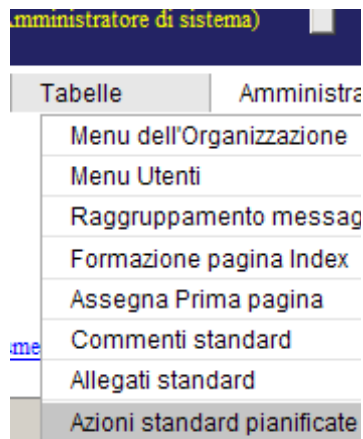 Amministratore di sistema)
Tabelle Amministra
Menu dell'Organizzazione
Menu Utenti
Raggruppamento messag
Formazione pagina Index
Assegna Prima pagina
Commenti standard
Allegati standard
Azioni standard pianificate